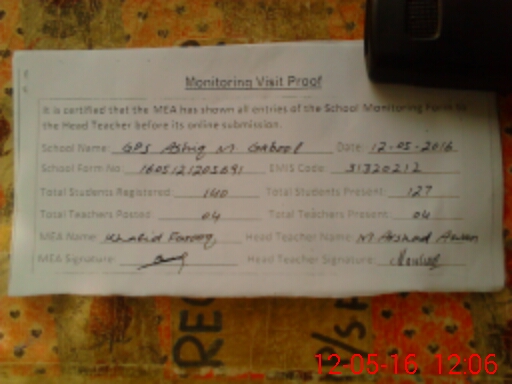 Monitoring Visit Proof
It is certified that the MEA has shown all entries of the School Monitoring Form to
the Head Teacher before its online submission.
School Name: GPS Ashiq M. Gabool Date: 12-05-2016
School Form No: 1605121203691 EMIS Code: 31320212
Total Students Registered: 140 Total Students Present: 127
Total Teachers Posted: 04 Total Teachers Present: 04
MEA Name: Khalid Farooq Head Teacher Name: M Arshad Awan
MEA Signature: Head Teacher Signature:
REC
12-05-16 12:06